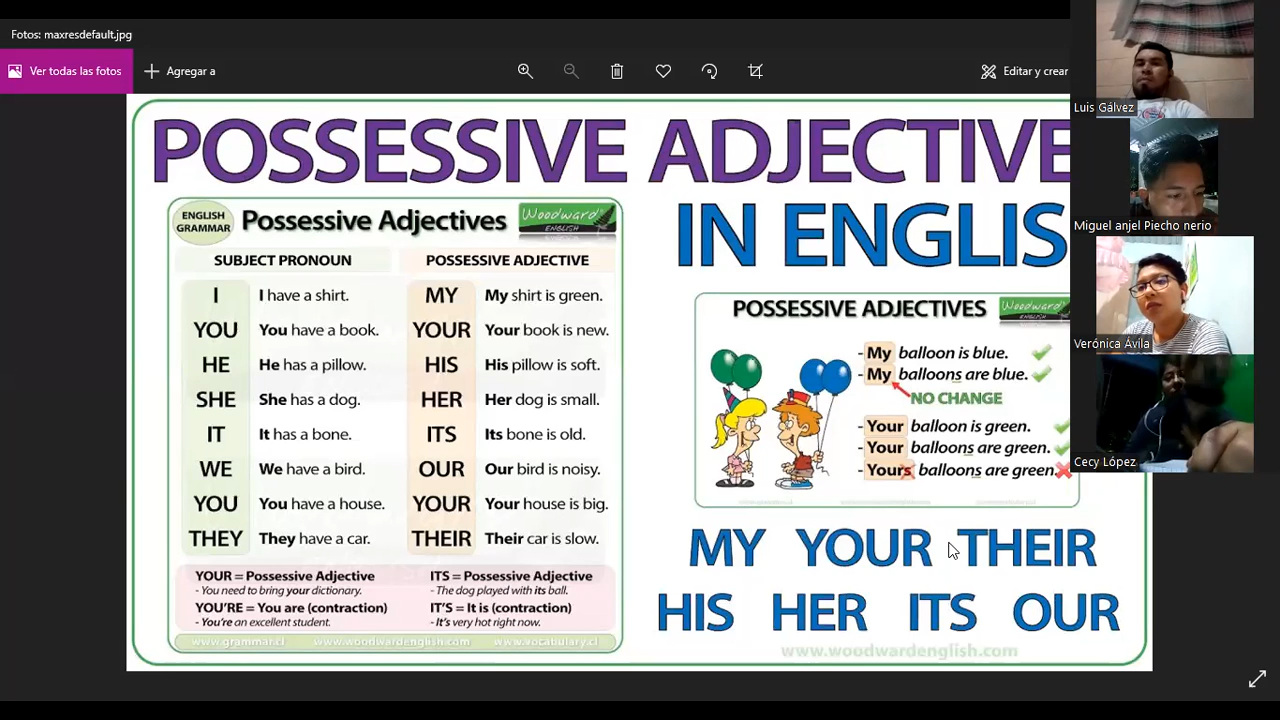 Fotos: maxresdefault.jpg
Ver todas las fotos
Agregar a
Editar y crear
POSSESSIVE ADJECTIVE
IN ENGLIS
ENGLISH
GRAMMAR
Possessive Adjectives
Woodward
ENGLISH
SUBJECT PRONOUN POSSESSIVE ADJECTIVE
I I have a shirt. MY My shirt is green.
YOU You have a book. YOUR Your book is new.
HE He has a pillow. HIS His pillow is soft.
SHE She has a dog. HER Her dog is small.
IT It has a bone. ITS Its bone is old.
WE We have a bird. OUR Our bird is noisy.
YOU You have a house. YOUR Your house is big.
THEY They have a car. THEIR Their car is slow.
YOUR = Possessive Adjective
- You need to bring your dictionary.
YOU'RE = You are (contraction)
- You're an excellent student.
ITS = Possessive Adjective
- The dog played with its ball.
IT'S = It is (contraction)
- It's very hot right now.
www.grammar.cl www.woodwardenglish.com www.vocabulary.cl
POSSESSIVE ADJECTIVES
Woodward
ENGLISH
- My balloon is blue.
- My balloons are blue.
NO CHANGE
- Your balloon is green.
- Your balloons are green.
- Yours balloons are green.
MY YOUR THEIR
HIS HER ITS OUR
www.woodwardenglish.com
Luis Gálvez
Miguel anjel Piecho nerio
Verónica Ávila
Cecy López